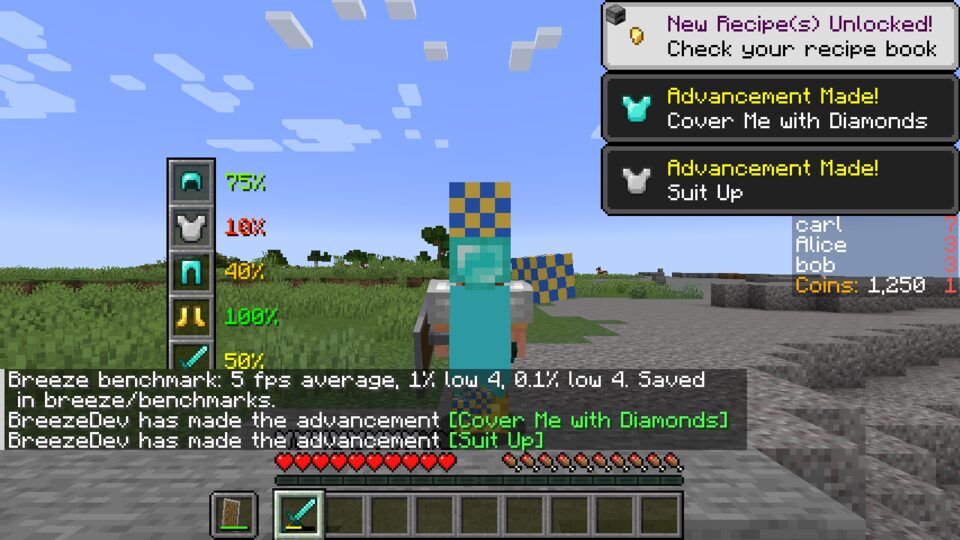 New Recipe(s) Unlocked!
Check your recipe book
Advancement Made!
Cover Me with Diamonds
Advancement Made!
Suit Up
75%
10%
40%
100%
50%
carl 7
Alice 3
bob
Coins: 1,250 1
Breeze benchmark: 5 fps average, 1% low 4, 0.1% low 4. Saved
in breeze/benchmarks.
BreezeDev has made the advancement [Cover Me with Diamonds]
BreezeDev has made the advancement [Suit Up]